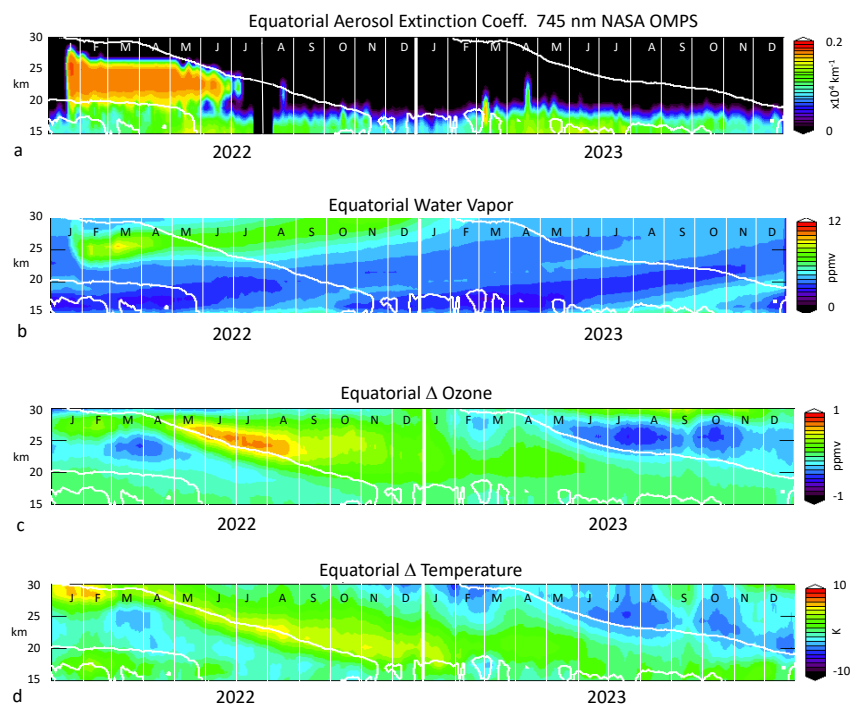 Equatorial Aerosol Extinction Coeff.  745 nm NASA OMPS
30
25
km
20
15
J F M A M J J A S O N D J F M A M J J A S O N D
0.2
x10⁴ km⁻¹
0
a
2022
2023
Equatorial Water Vapor
30
km
25
20
15
J F M A M J J A S O N D J F M A M J J A S O N D
12
ppmv
0
b
2022
2023
Equatorial Δ Ozone
30
km
25
20
15
J F M A M J J A S O N D J F M A M J J A S O N D
1
ppmv
-1
c
2022
2023
Equatorial Δ Temperature
30
25
km
20
15
J F M A M J J A S O N D J F M A M J J A S O N D
10
K
-10
d
2022
2023